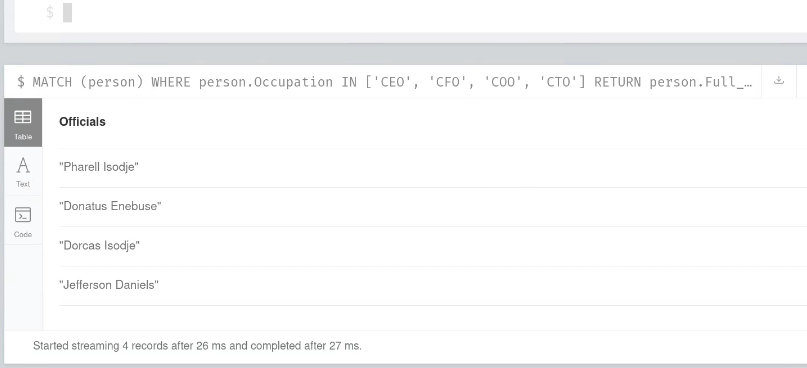 $
$ MATCH (person) WHERE person.Occupation IN ['CEO', 'CFO', 'COO', 'CTO'] RETURN person.Full_…
Table
Officials
"Pharell Isodje"
A
Text
"Donatus Enebuse"
Code
"Dorcas Isodje"
"Jefferson Daniels"
Started streaming 4 records after 26 ms and completed after 27 ms.